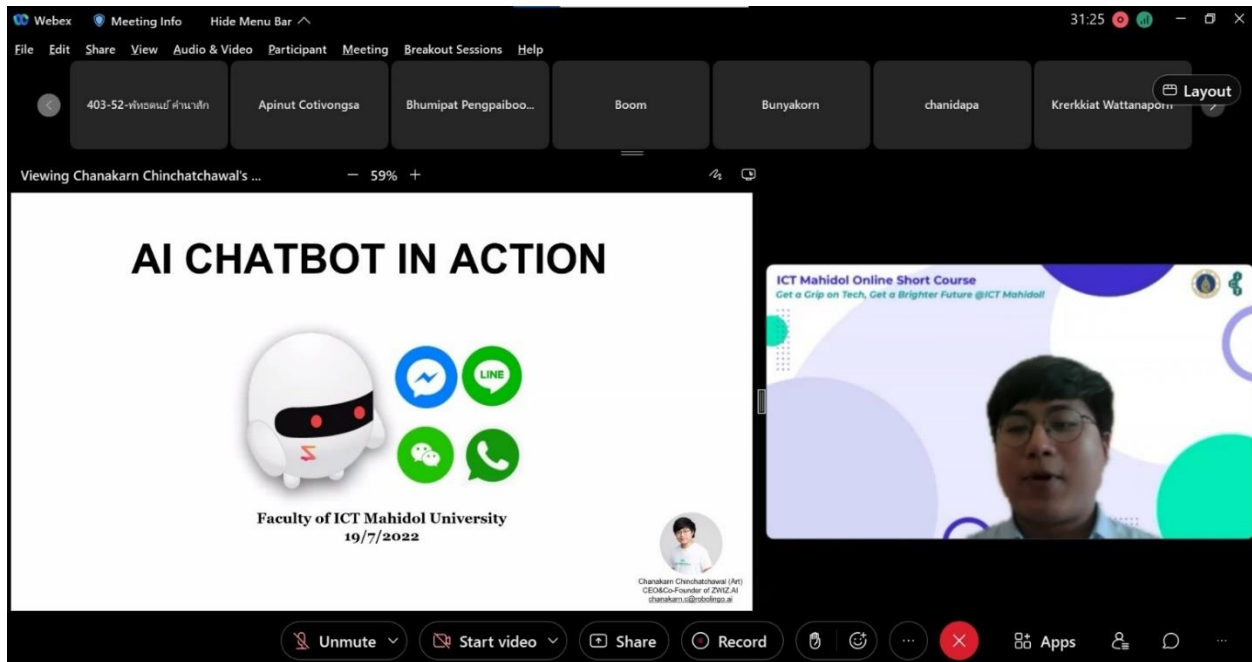 Webex Meeting Info Hide Menu Bar 31:25
File Edit Share View Audio & Video Participant Meeting Breakout Sessions Help
403-52-พัทธดนย์ คำนาสัก Apinut Cotivongsa Bhumipat Pengpaiboo... Boom Bunyakorn chanidapa Krerkkiat Wattanaporn
Layout
Viewing Chanakarn Chinchatchawal's ... − 59% +
AI CHATBOT IN ACTION
LINE
Z
Faculty of ICT Mahidol University
19/7/2022
Chanakarn Chinchatchawal (Art)
CEO&Co-Founder of ZWIZ.AI
chanakarn.c@robolingo.ai
ICT Mahidol Online Short Course
Get a Grip on Tech, Get a Brighter Future @ICT Mahidol!
Unmute Start video Share Record ... Apps ...